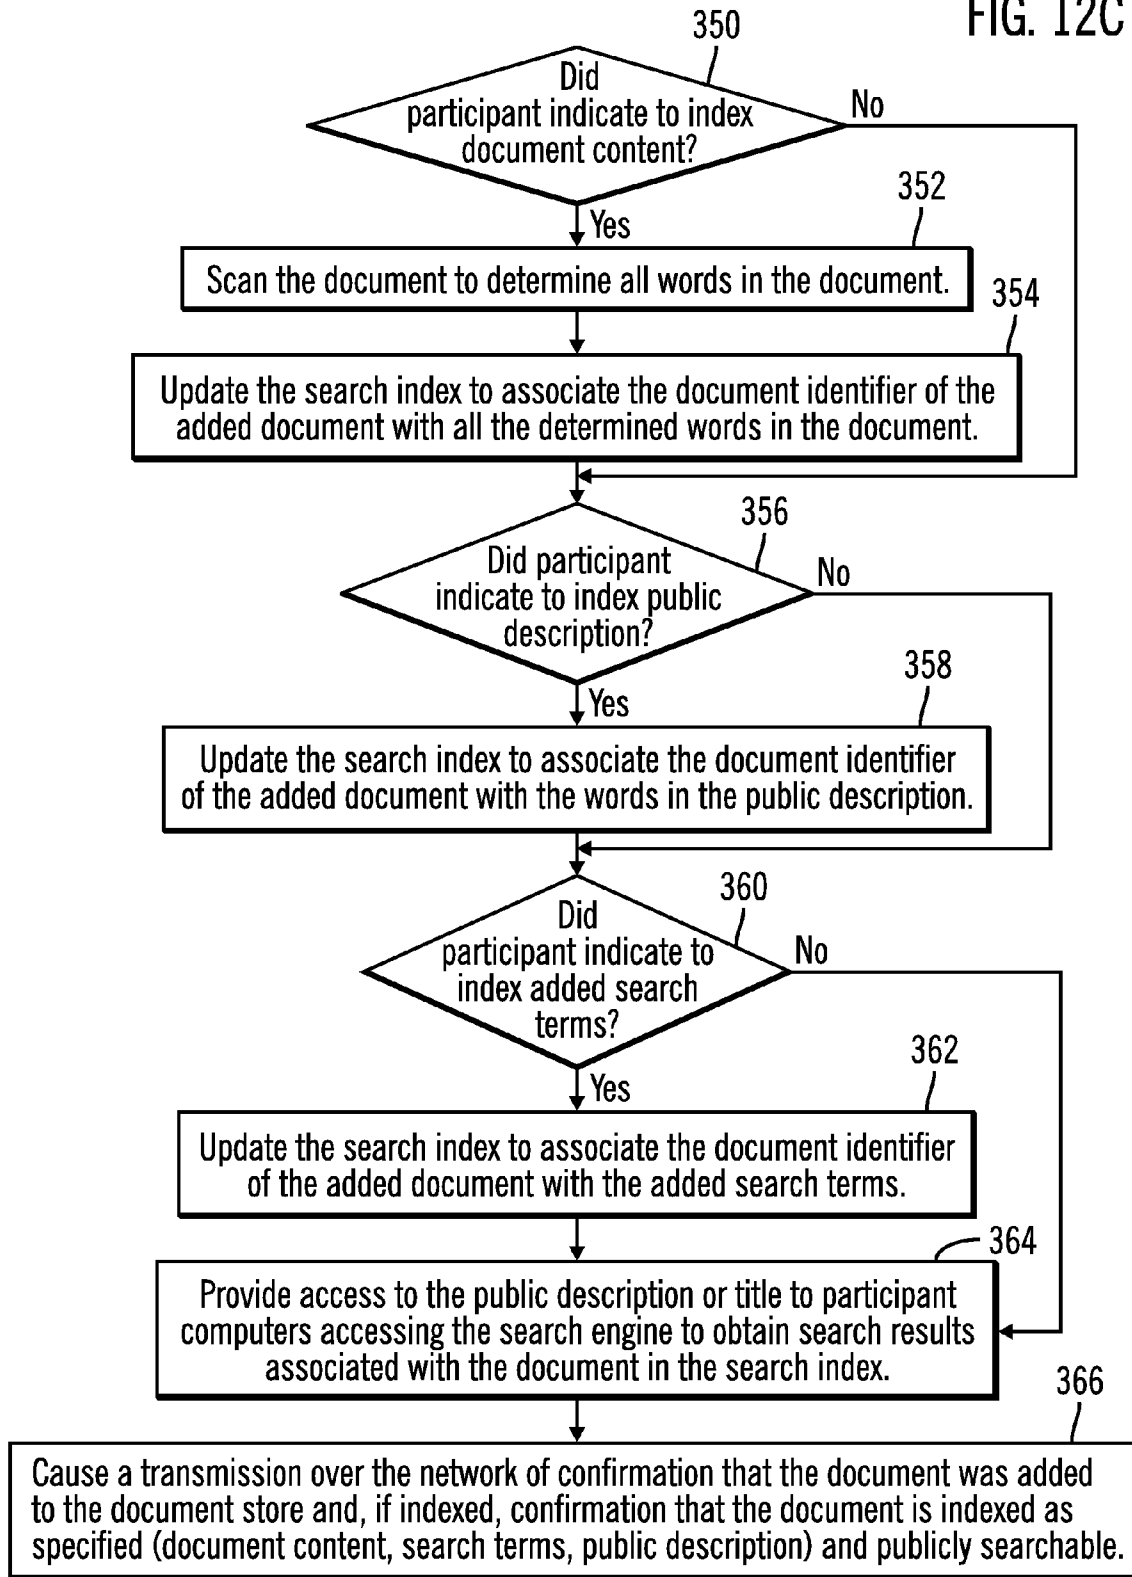 FIG. 12C
350
Did
participant indicate to index
document content?
No
Yes
352
Scan the document to determine all words in the document.
354
Update the search index to associate the document identifier of the
added document with all the determined words in the document.
356
Did participant
indicate to index public
description?
No
Yes
358
Update the search index to associate the document identifier
of the added document with the words in the public description.
360
Did
participant indicate to
index added search
terms?
No
Yes
362
Update the search index to associate the document identifier
of the added document with the added search terms.
364
Provide access to the public description or title to participant
computers accessing the search engine to obtain search results
associated with the document in the search index.
366
Cause a transmission over the network of confirmation that the document was added
to the document store and, if indexed, confirmation that the document is indexed as
specified (document content, search terms, public description) and publicly searchable.